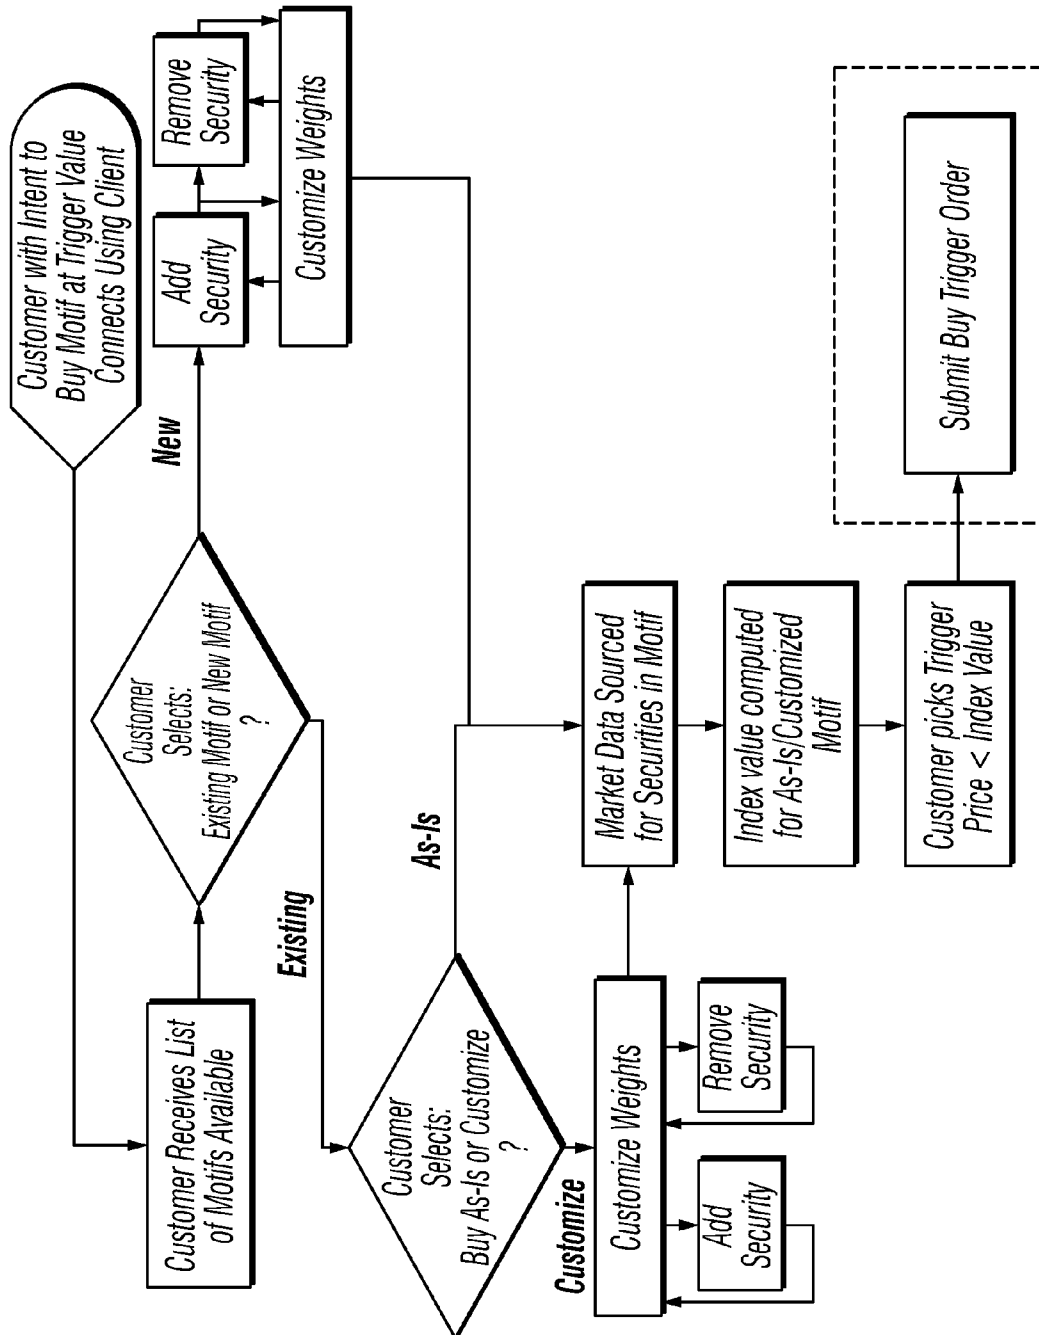 Customer with Intent to
Buy Motif at Trigger Value
Connects Using Client
Customer Receives List
of Motifs Available
Customer
Selects:
Existing Motif or New Motif
?
New
Add
Security
Remove
Security
Customize Weights
Existing
Customer
Selects:
Buy As-Is or Customize
?
As-Is
Customize
Customize Weights
Add
Security
Remove
Security
Market Data Sourced
for Securities in Motif
Index value computed
for As-Is/Customized
Motif
Customer picks Trigger
Price < Index Value
Submit Buy Trigger Order